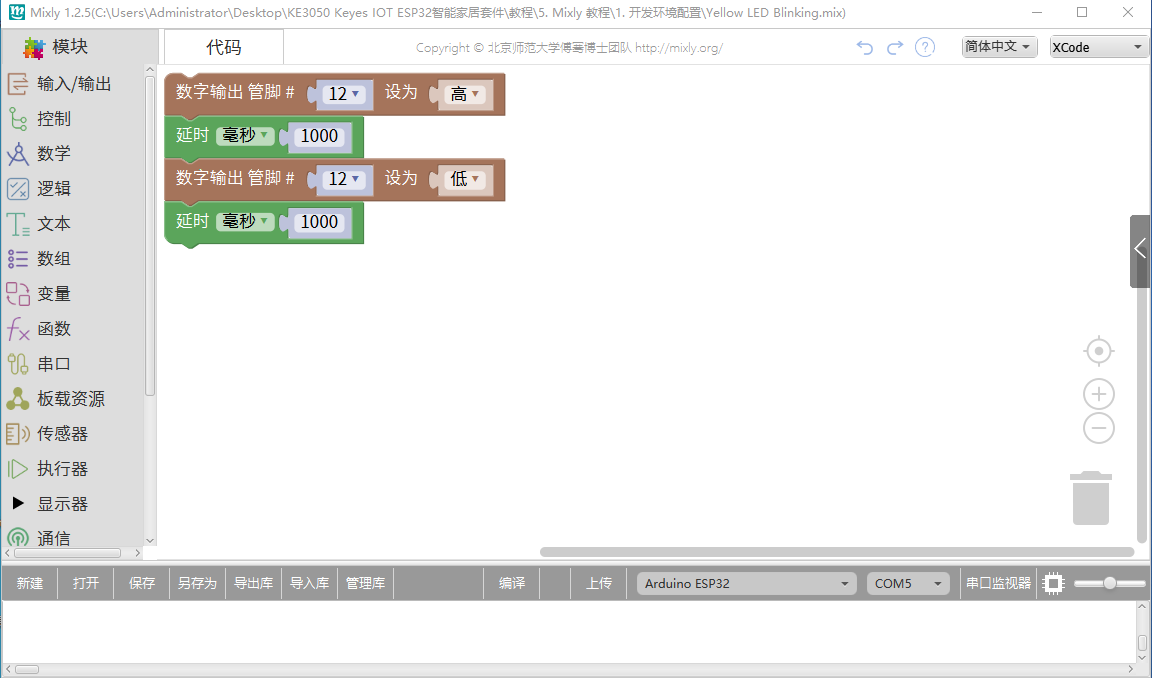 Mixly 1.2.5(C:\Users\Administrator\Desktop\KE3050 Keyes IOT ESP32智能家居套件\教程\5. Mixly 教程\1. 开发环境配置\Yellow LED Blinking.mix)
模块
代码
Copyright © 北京师范大学傅骞博士团队 http://mixly.org/
简体中文
XCode
输入/输出
控制
数学
逻辑
文本
数组
变量
函数
串口
板载资源
传感器
执行器
显示器
通信
数字输出 管脚 # 12 设为 高
延时 毫秒 1000
数字输出 管脚 # 12 设为 低
延时 毫秒 1000
新建 打开 保存 另存为 导出库 导入库 管理库 编译 上传 Arduino ESP32 COM5 串口监视器